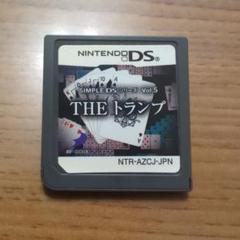 NINTENDO DS
SIMPLE DSシリーズ Vol.5
THE トランプ
NTR-AZCJ-JPN